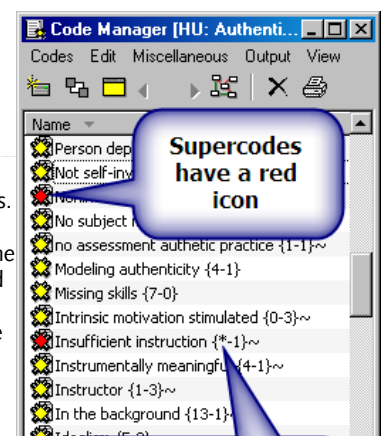 Code Manager [HU: Authenti...
Codes Edit Miscellaneous Output View
Name
Supercodes
have a red
icon
Person dep
Not self-inv
s.
No subject
no assessment authetic practice {1-1}~
ne
Modeling authenticity {4-1}
d
Missing skills {7-0}
Intrinsic motivation stimulated {0-3}~
e
Insufficient instruction {*-1}~
Instrumentally meaningfu {4-1}~
Instructor {1-3}~
In the background {13-1}